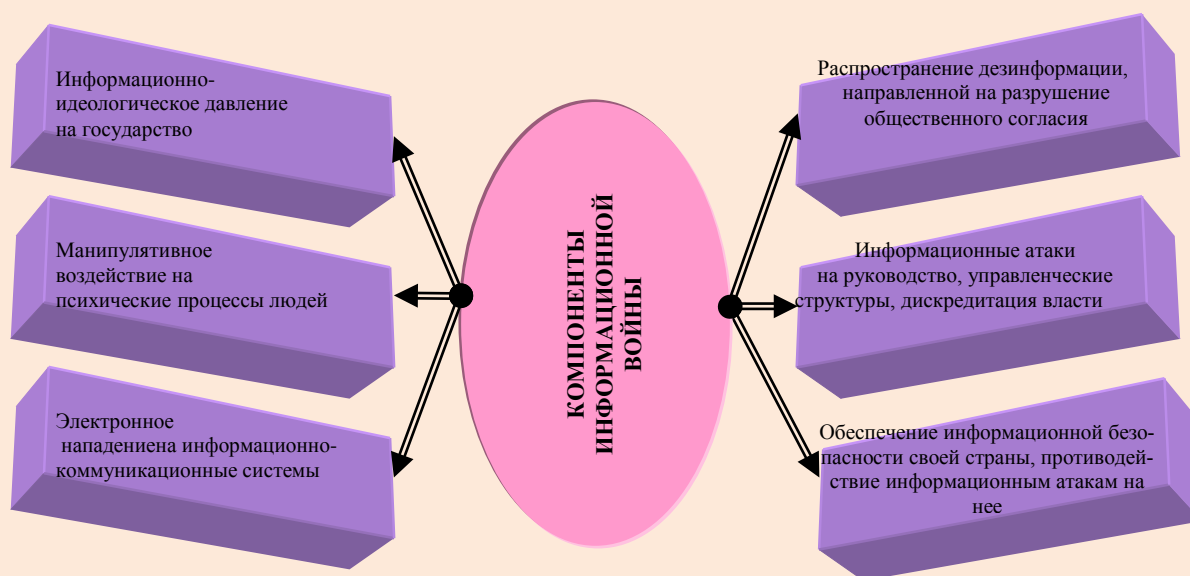 Информационно-
идеологическое давление
на государство
Манипулятивное
воздействие на
психические процессы людей
Электронное
нападениена информационно-
коммуникационные системы
КОМПОНЕНТЫ
ИНФОРМАЦИОННОЙ
ВОЙНЫ
Распространение дезинформации,
направленной на разрушение
общественного согласия
Информационные атаки
на руководство, управленческие
структуры, дискредитация власти
Обеспечение информационной безо-
пасности своей страны, противодей-
ствие информационным атакам на
нее